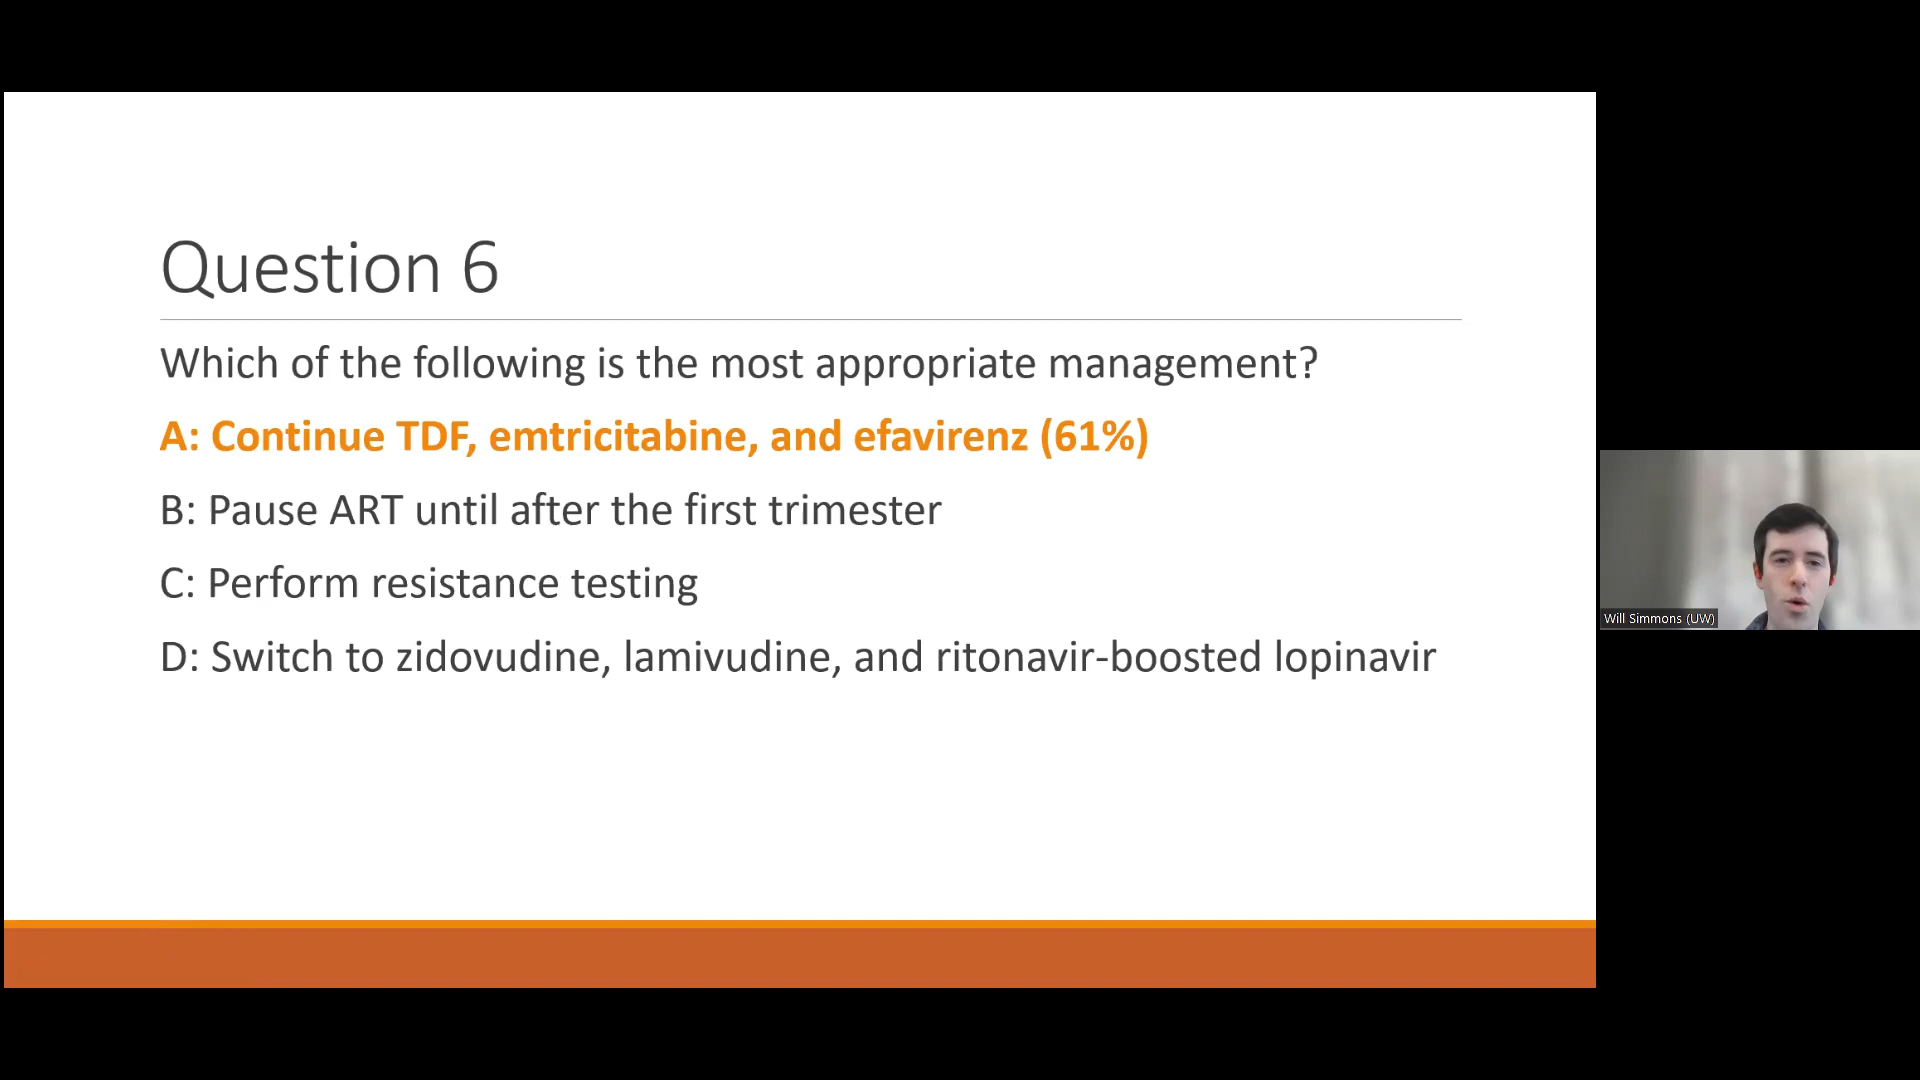 Question 6
Which of the following is the most appropriate management?
A: Continue TDF, emtricitabine, and efavirenz (61%)
B: Pause ART until after the first trimester
C: Perform resistance testing
D: Switch to zidovudine, lamivudine, and ritonavir-boosted lopinavir
Will Simmons (UW)